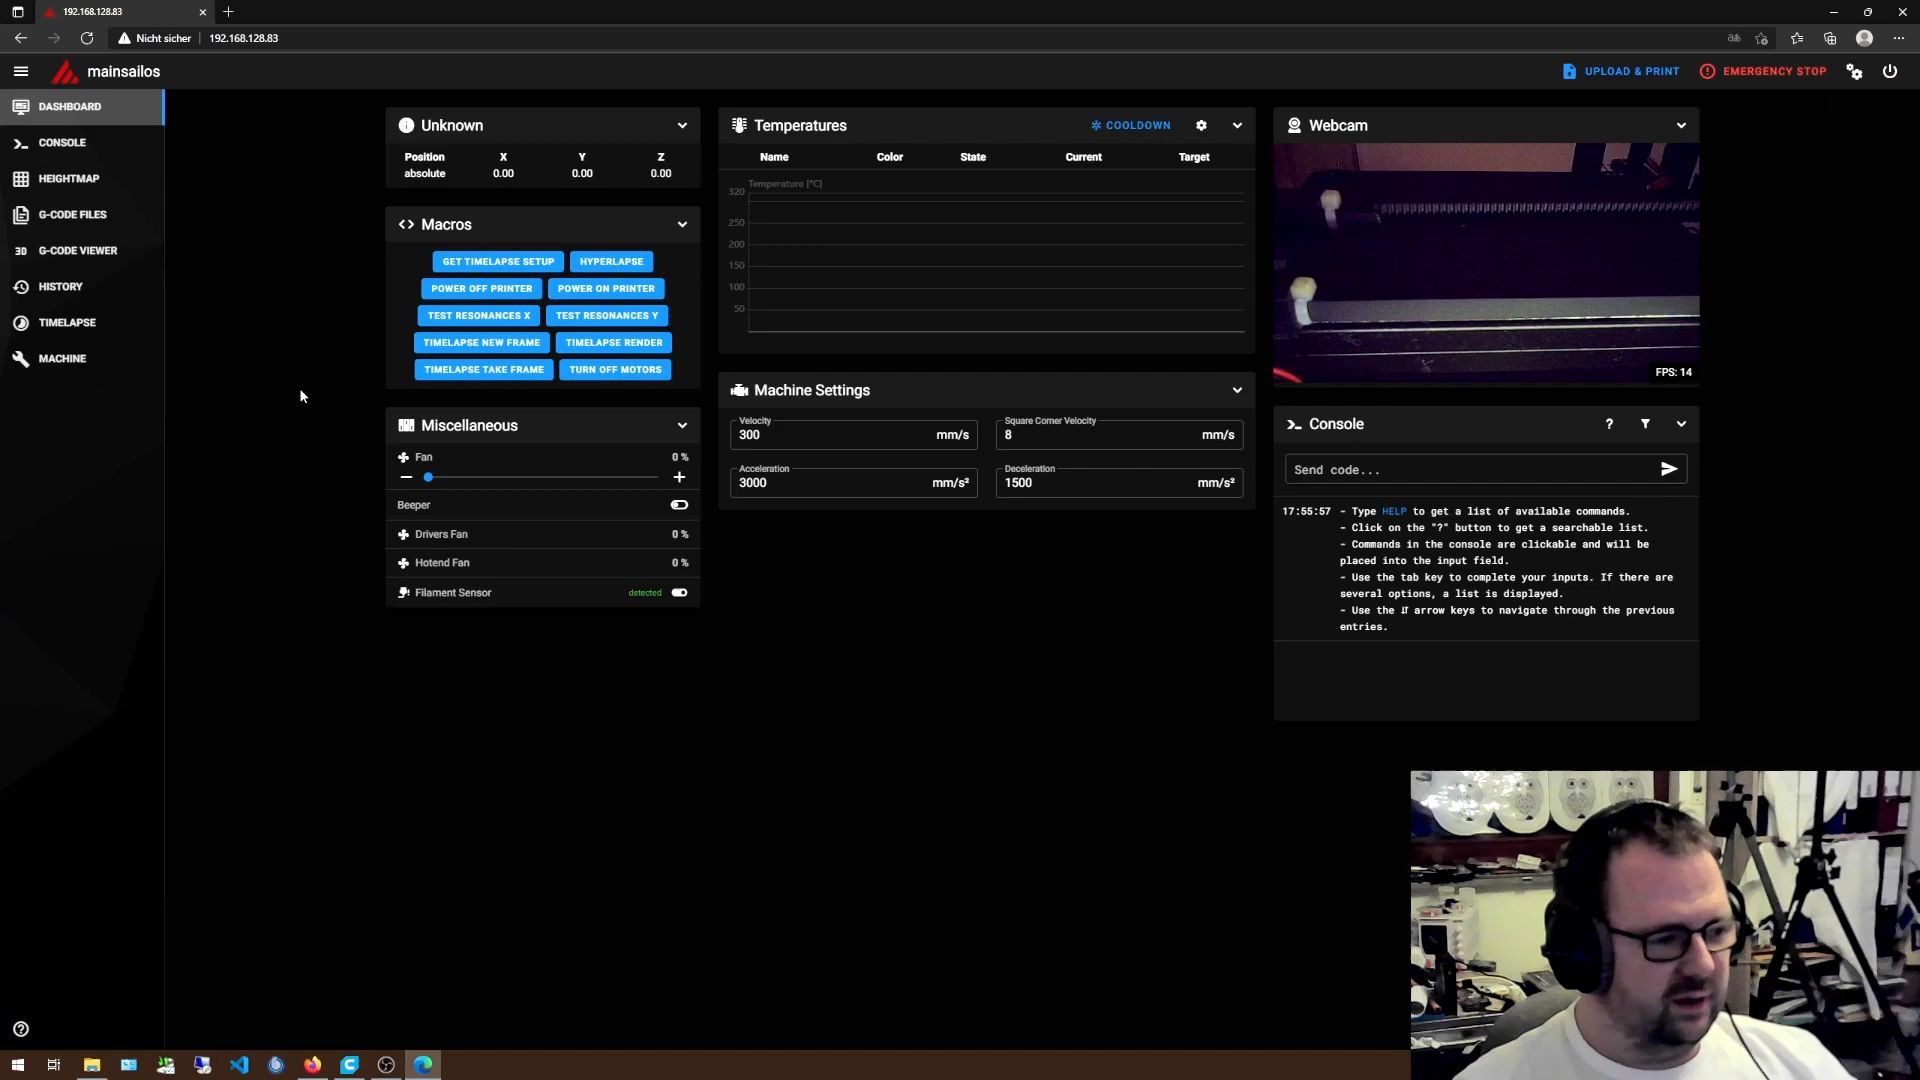 192.168.128.83
Nicht sicher
192.168.128.83
mainsailos
UPLOAD & PRINT
EMERGENCY STOP
DASHBOARD
CONSOLE
HEIGHTMAP
G-CODE FILES
3D G-CODE VIEWER
HISTORY
TIMELAPSE
MACHINE
Unknown
Position X Y Z
absolute 0.00 0.00 0.00
Macros
GET TIMELAPSE SETUP HYPERLAPSE
POWER OFF PRINTER POWER ON PRINTER
TEST RESONANCES X TEST RESONANCES Y
TIMELAPSE NEW FRAME TIMELAPSE RENDER
TIMELAPSE TAKE FRAME TURN OFF MOTORS
Miscellaneous
Fan 0 %
Beeper
Drivers Fan 0 %
Hotend Fan 0 %
Filament Sensor detected
Temperatures COOLDOWN
Name Color State Current Target
Temperature [°C]
320
250
200
150
100
50
Machine Settings
Velocity
300 mm/s
Square Corner Velocity
8 mm/s
Acceleration
3000 mm/s²
Deceleration
1500 mm/s²
Webcam
FPS: 14
Console
Send code...
17:55:57 - Type HELP to get a list of available commands.
- Click on the "?" button to get a searchable list.
- Commands in the console are clickable and will be
placed into the input field.
- Use the tab key to complete your inputs. If there are
several options, a list is displayed.
- Use the ⇵ arrow keys to navigate through the previous
entries.